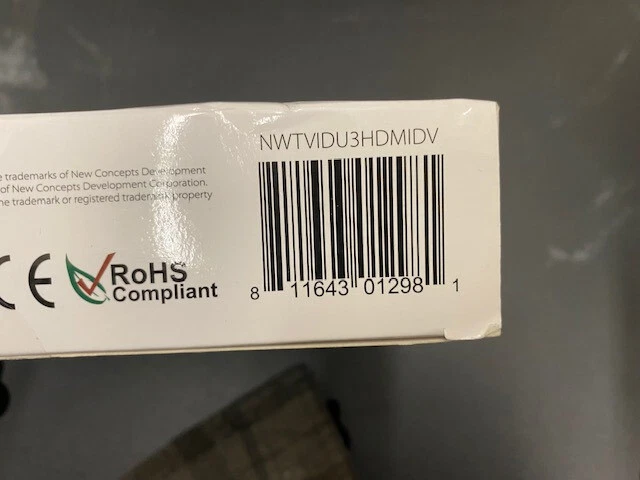 NWTVIDU3HDMIDV
e trademarks of New Concepts Development
of New Concepts Development Corporation.
he trademark or registered trademark property
CE
RoHS
Compliant
8 11643 01298 1